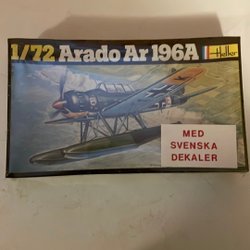 1/72 Arado Ar 196A
Heller
MED
SVENSKA
DEKALER